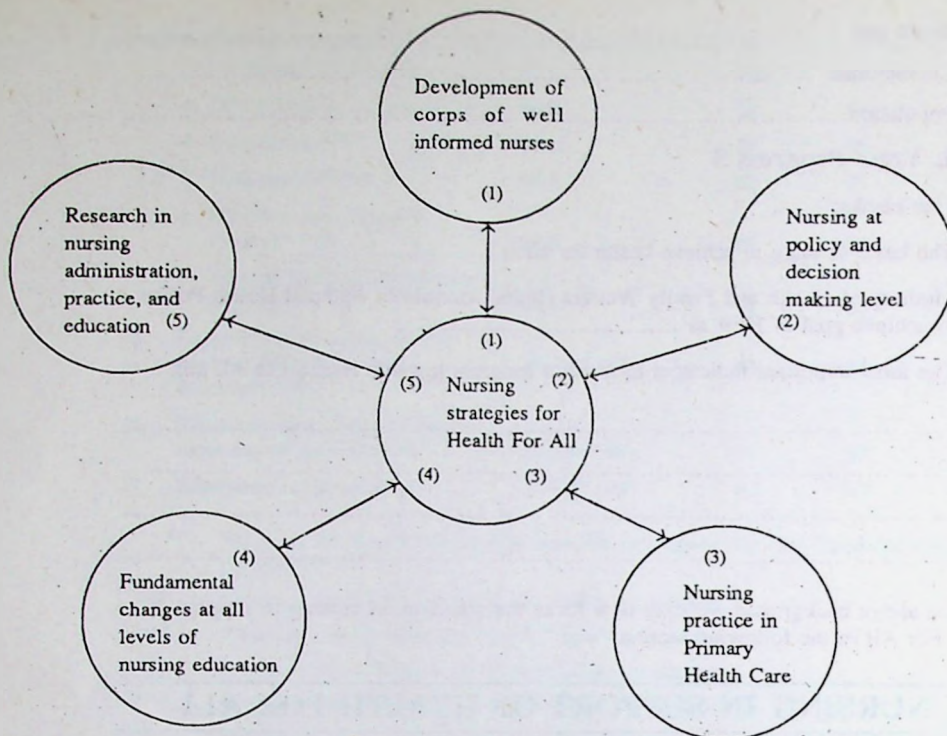 Development of
corps of well
informed nurses
(1)
Research in
nursing
administration,
practice, and
education (5)
Nursing at
policy and
decision
making level
(2)
(1)
(5) Nursing (2)
strategies for
Health For All
(4) (3)
(4)
Fundamental
changes at all
levels of
nursing education
(3)
Nursing
practice in
Primary
Health Care